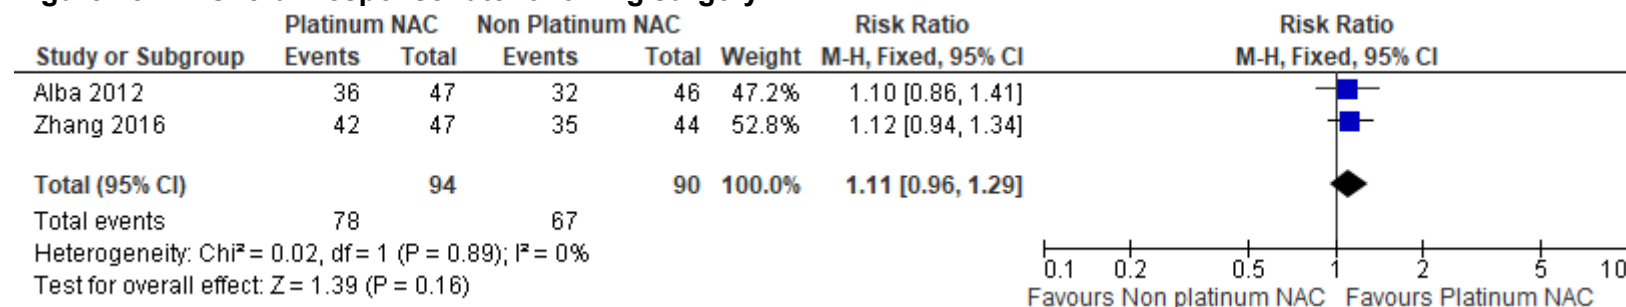 Platinum NAC Non Platinum NAC Risk Ratio Risk Ratio
Study or Subgroup Events Total Events Total Weight M-H, Fixed, 95% CI M-H, Fixed, 95% CI
Alba 2012 36 47 32 46 47.2% 1.10 [0.86, 1.41]
Zhang 2016 42 47 35 44 52.8% 1.12 [0.94, 1.34]
Total (95% CI) 94 90 100.0% 1.11 [0.96, 1.29]
Total events 78 67
Heterogeneity: Chi² = 0.02, df = 1 (P = 0.89); I² = 0%
Test for overall effect: Z = 1.39 (P = 0.16)
0.1 0.2 0.5 1 2 5 10
Favours Non platinum NAC Favours Platinum NAC